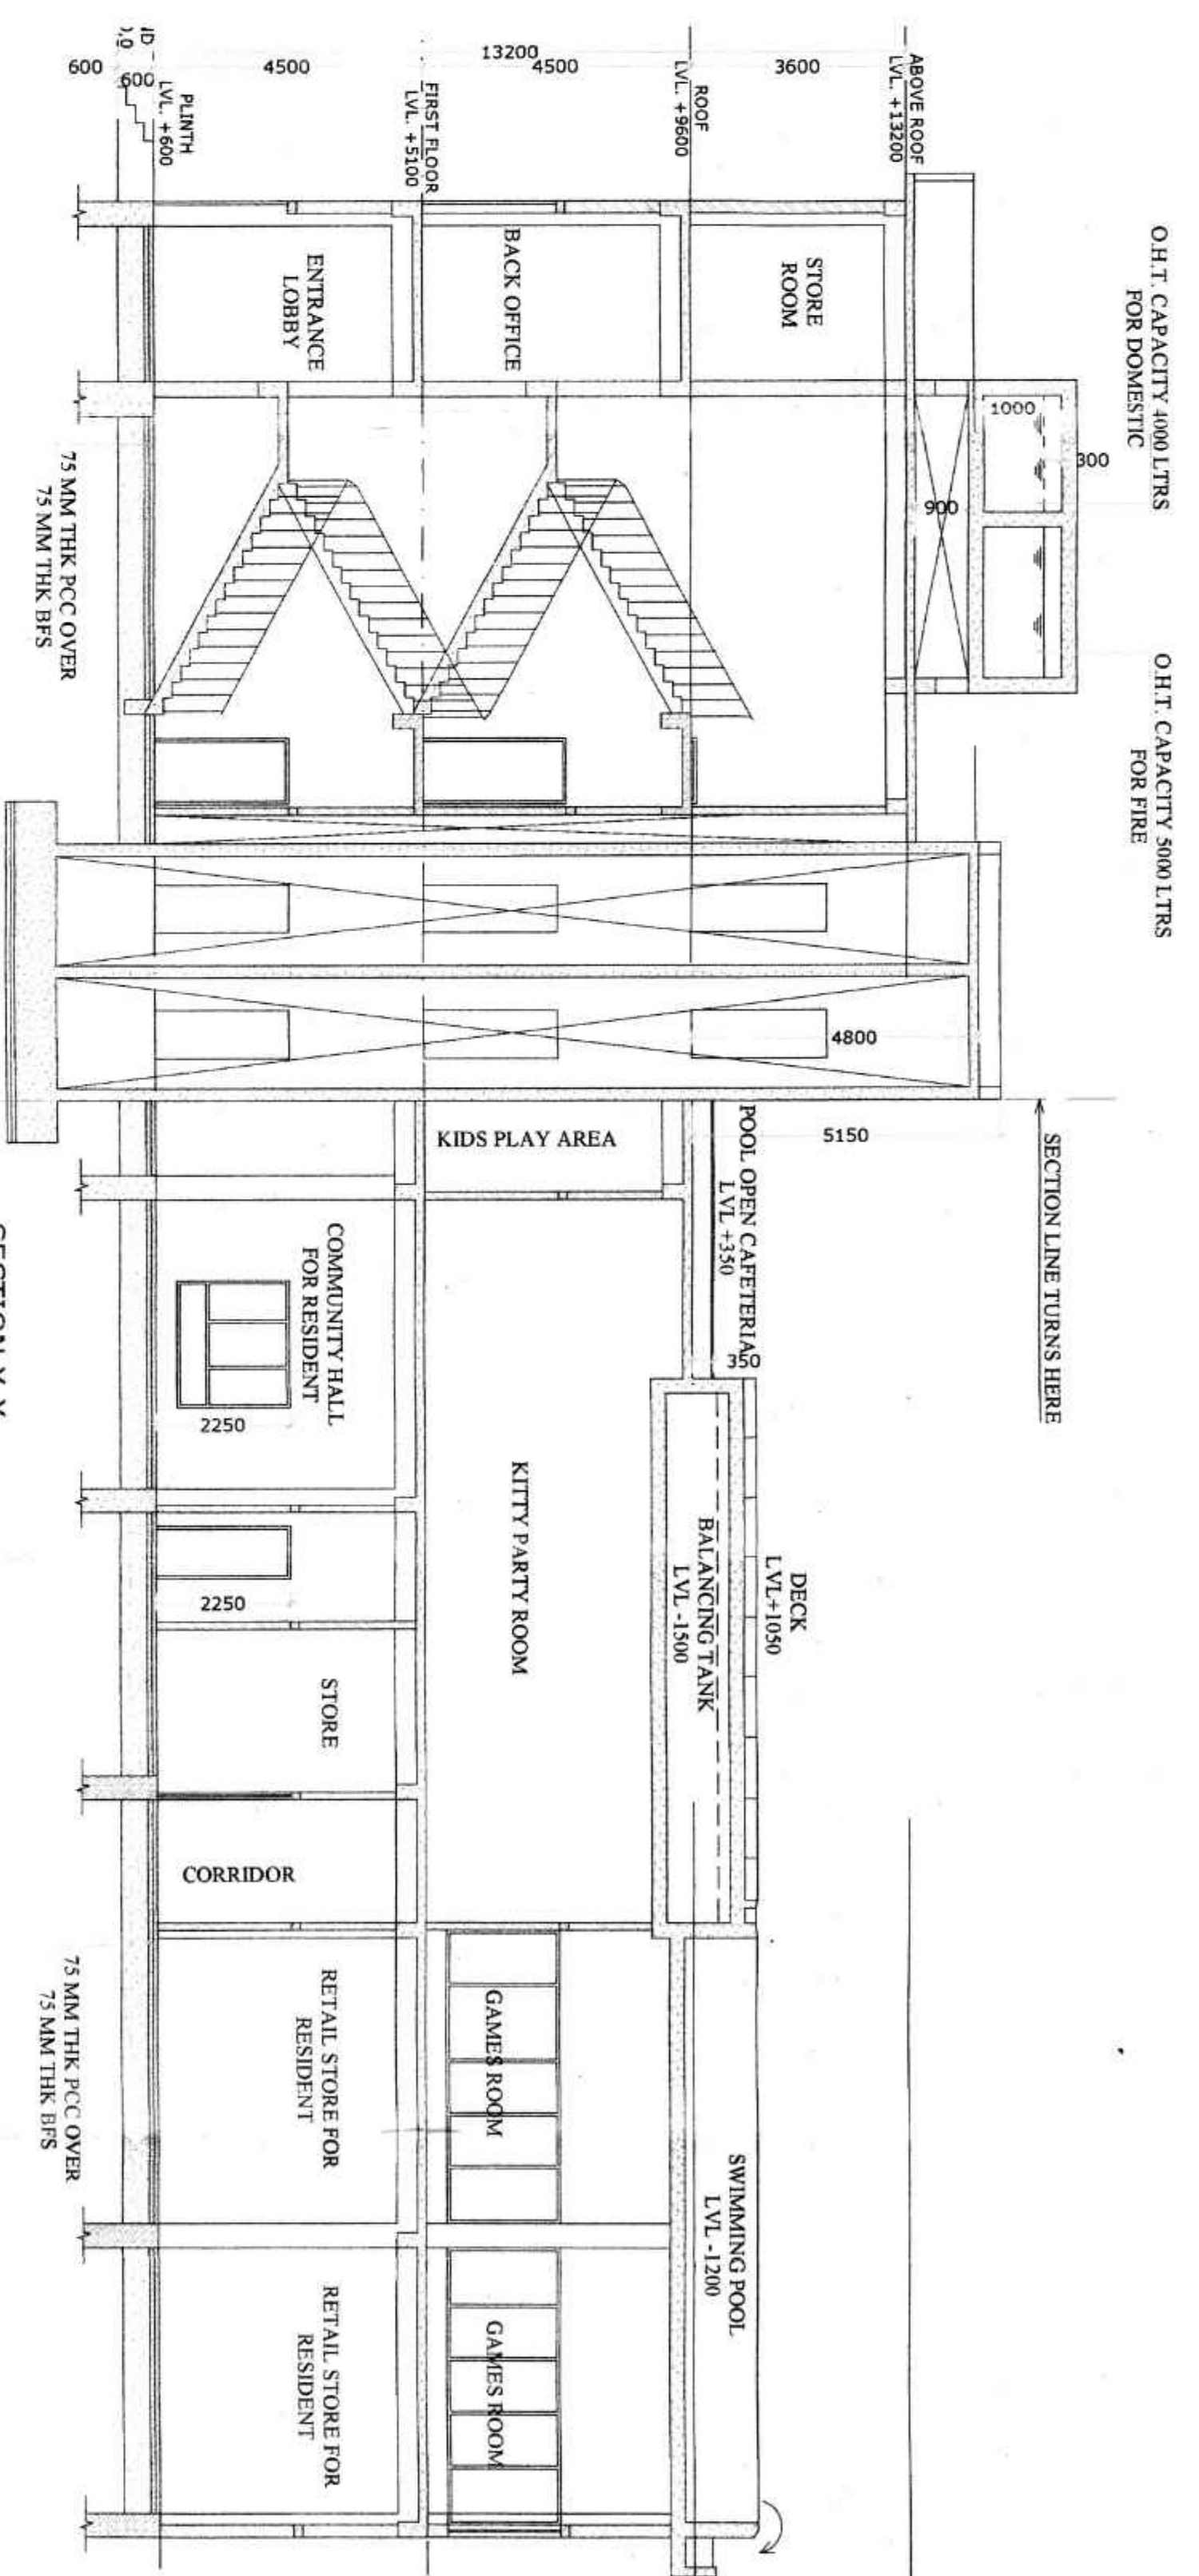 O.H.T. CAPACITY 4000 LTRS
FOR DOMESTIC
O.H.T. CAPACITY 5000 LTRS
FOR FIRE
SECTION LINE TURNS HERE
ABOVE ROOF
LVL. +13200
3600
ROOF
LVL. +9600
13200
4500
FIRST FLOOR
LVL. +5100
4500
PLINTH
LVL. +600
600
600
1000
300
900
STORE
ROOM
BACK OFFICE
ENTRANCE
LOBBY
4800
5150
POOL OPEN CAFETERIA
LVL +350
350
DECK
LVL+1050
BALANCING TANK
LVL -1500
SWIMMING POOL
LVL -1200
KIDS PLAY AREA
KITTY PARTY ROOM
GAMES ROOM
GAMES ROOM
COMMUNITY HALL
FOR RESIDENT
2250
2250
STORE
CORRIDOR
RETAIL STORE FOR
RESIDENT
RETAIL STORE FOR
RESIDENT
75 MM THK PCC OVER
75 MM THK BFS
75 MM THK PCC OVER
75 MM THK BFS